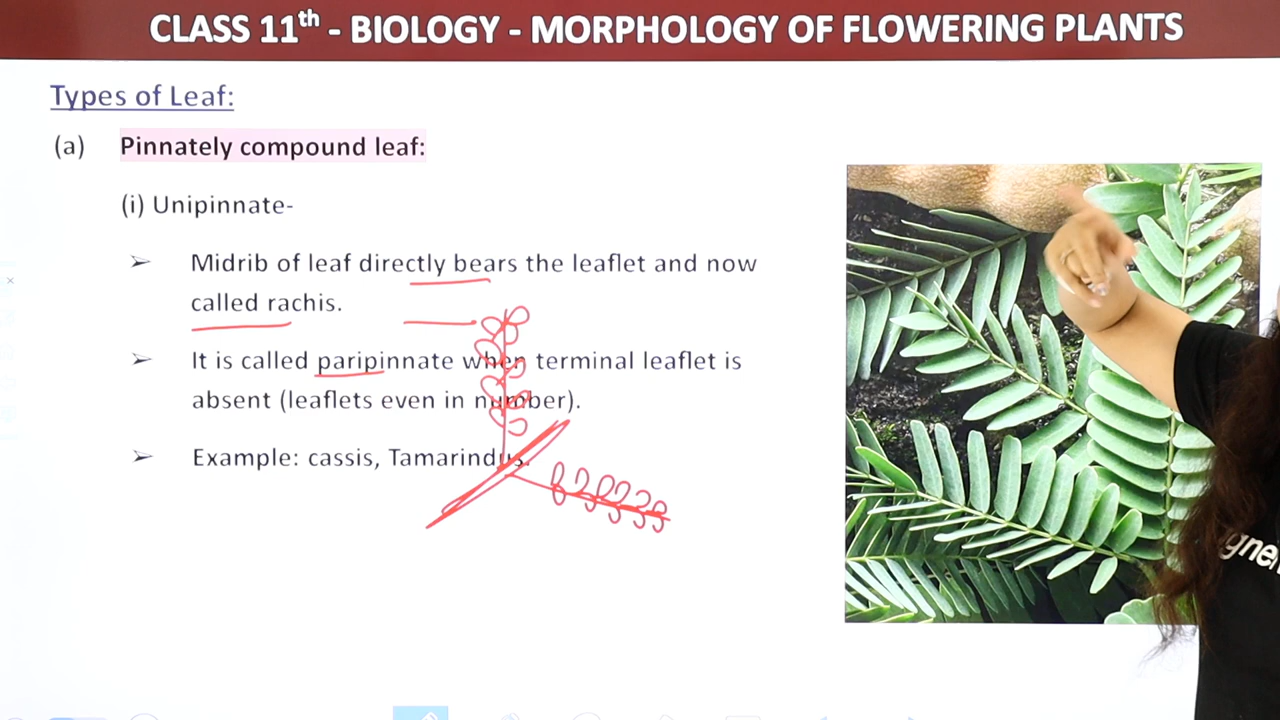 CLASS 11th - BIOLOGY - MORPHOLOGY OF FLOWERING PLANTS
Types of Leaf:
(a) Pinnately compound leaf:
(i) Unipinnate-
➢ Midrib of leaf directly bears the leaflet and now
called rachis.
➢ It is called paripinnate when terminal leaflet is
absent (leaflets even in number).
➢ Example: cassis, Tamarindus.